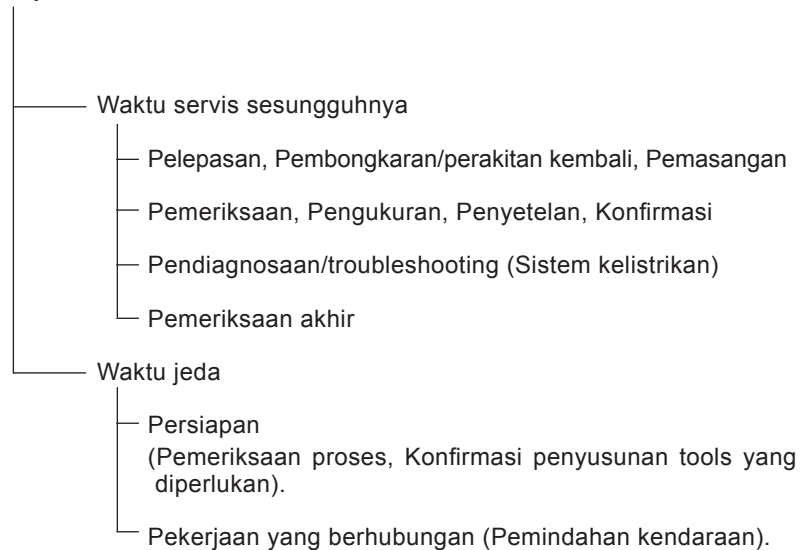 Waktu servis sesungguhnya
Pelepasan, Pembongkaran/perakitan kembali, Pemasangan
Pemeriksaan, Pengukuran, Penyetelan, Konfirmasi
Pendiagnosaan/troubleshooting (Sistem kelistrikan)
Pemeriksaan akhir
Waktu jeda
Persiapan
(Pemeriksaan proses, Konfirmasi penyusunan tools yang
diperlukan).
Pekerjaan yang berhubungan (Pemindahan kendaraan).